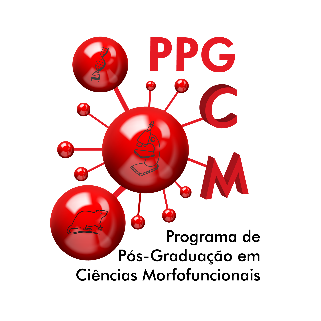 PPG
C
M
Programa de
Pós-Graduação em
Ciências Morfofuncionais